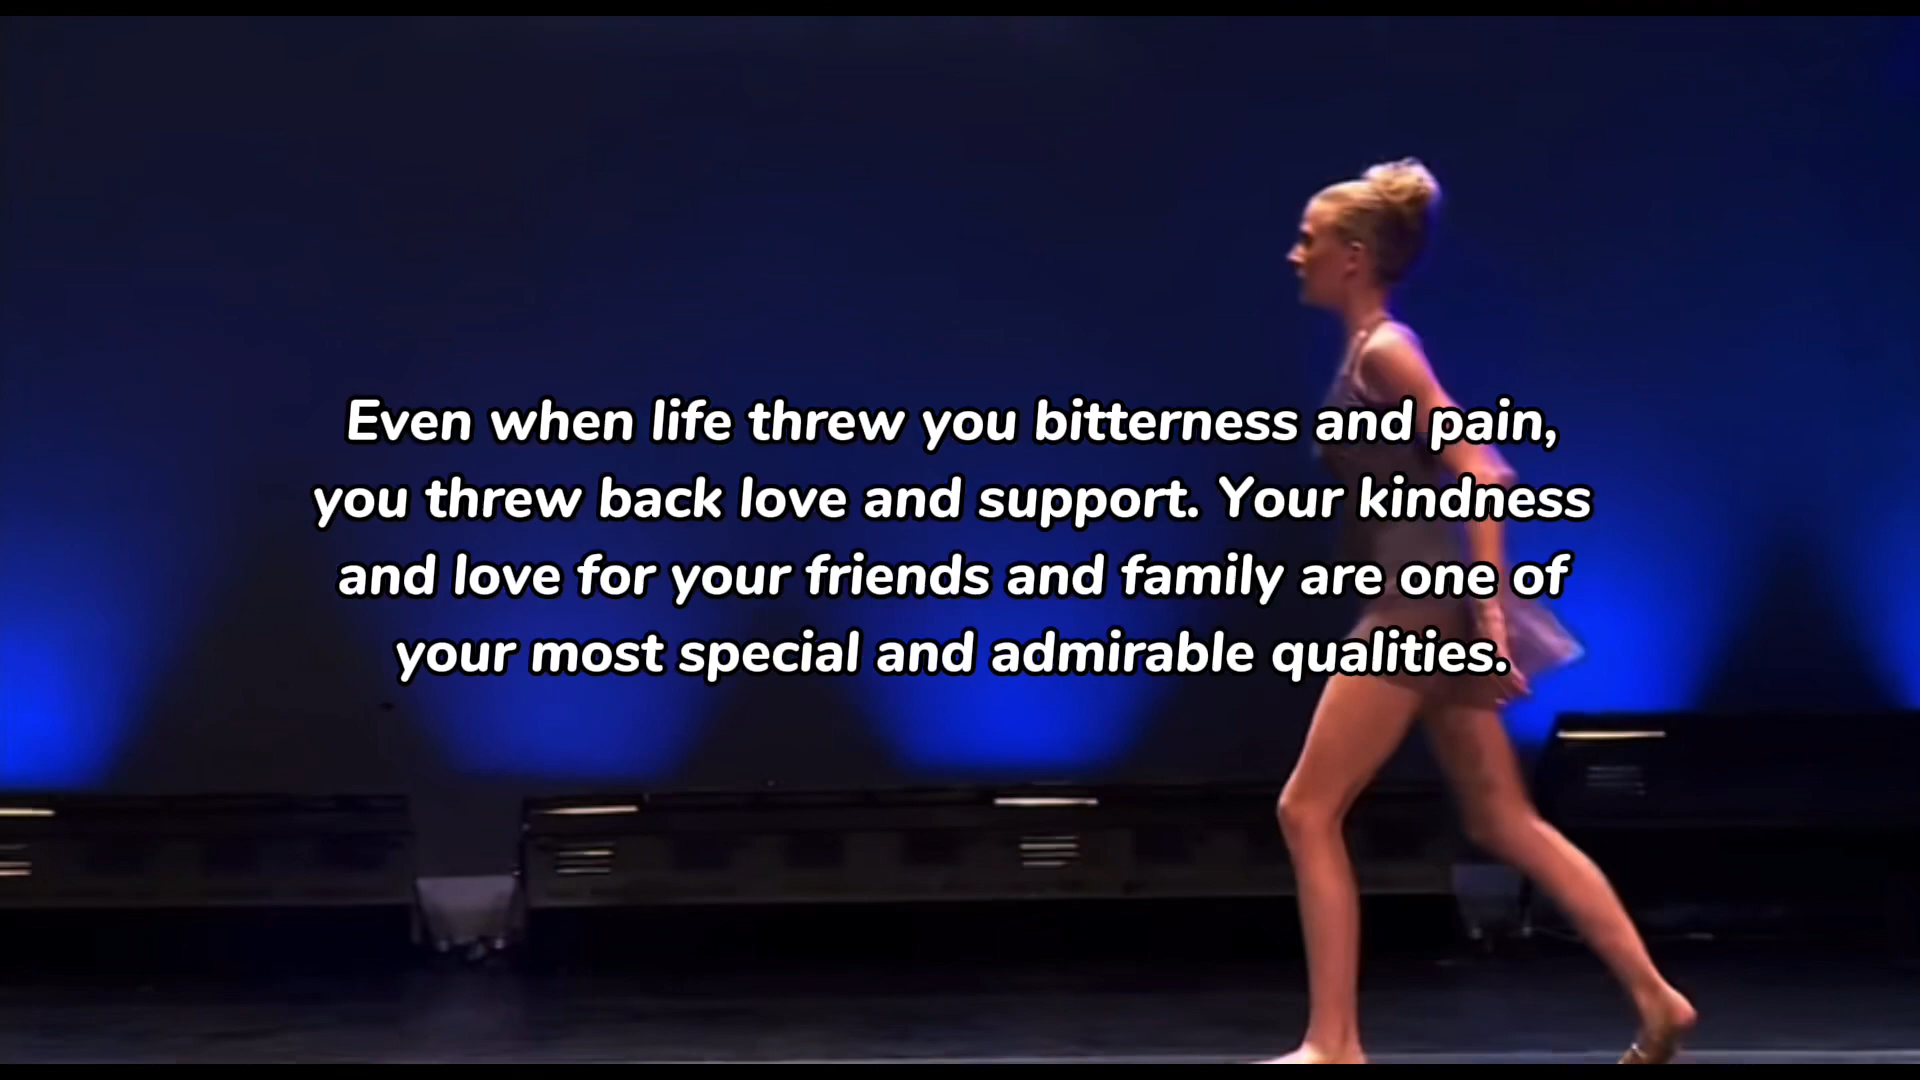 Even when life threw you bitterness and pain,
you threw back love and support. Your kindness
and love for your friends and family are one of
your most special and admirable qualities.